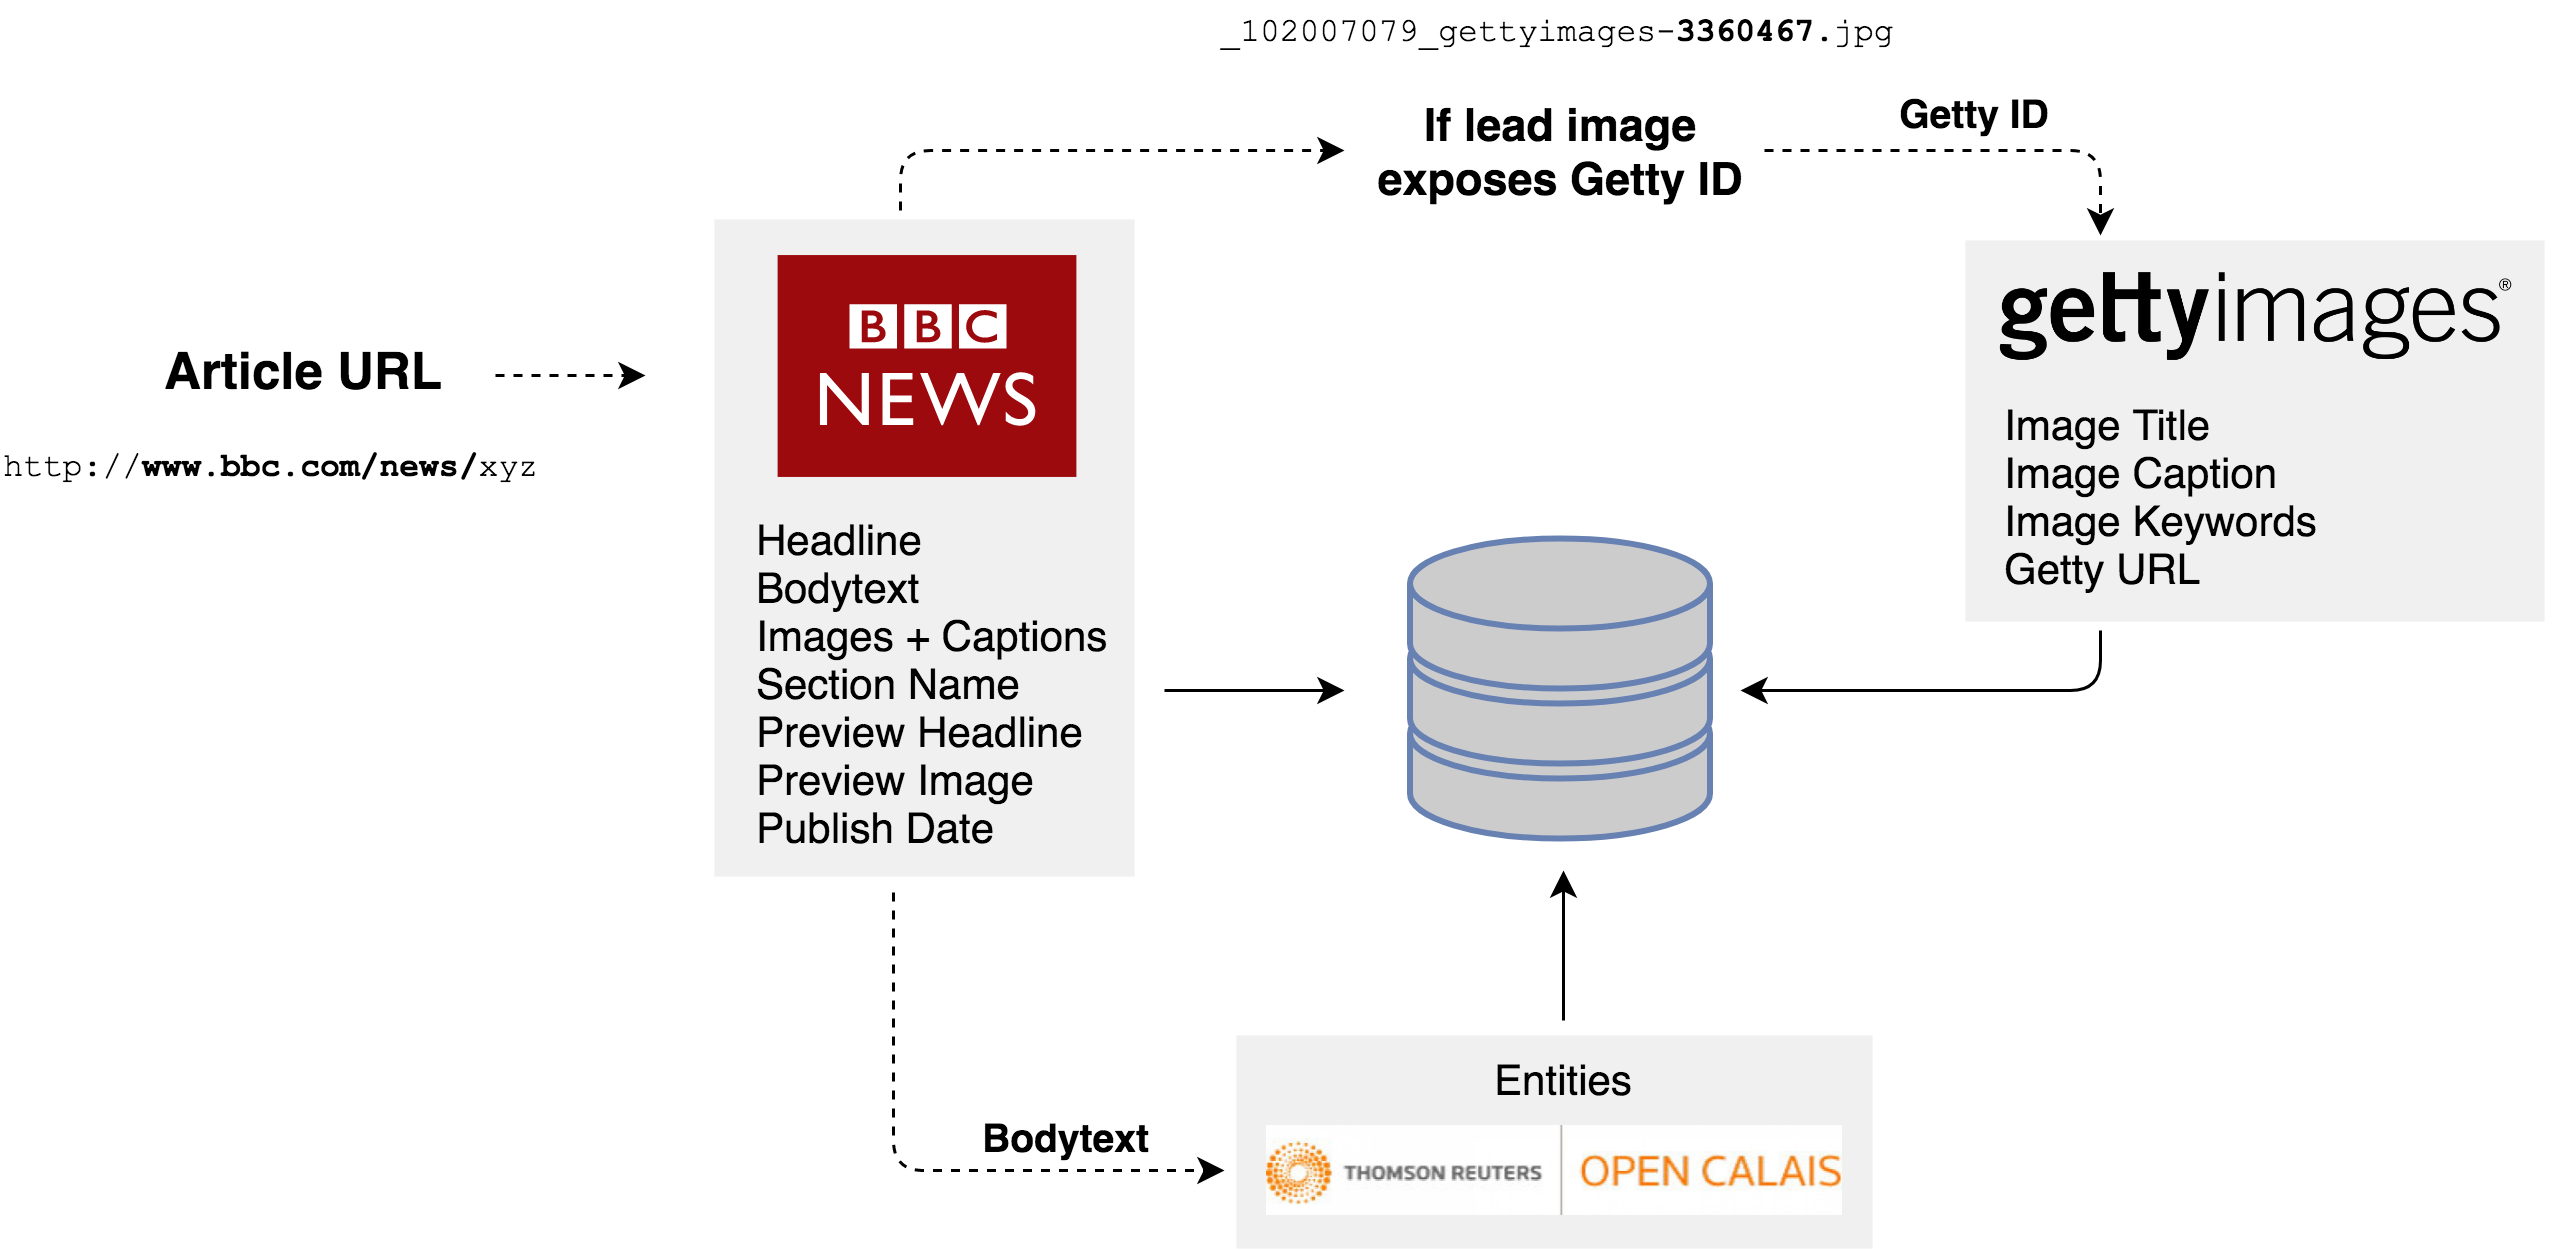 _102007079_gettyimages-3360467.jpg
If lead image
exposes Getty ID
Getty ID
Article URL
http://www.bbc.com/news/xyz
BBC
NEWS
Headline
Bodytext
Images + Captions
Section Name
Preview Headline
Preview Image
Publish Date
gettyimages®
Image Title
Image Caption
Image Keywords
Getty URL
Bodytext
Entities
THOMSON REUTERS
OPEN CALAIS